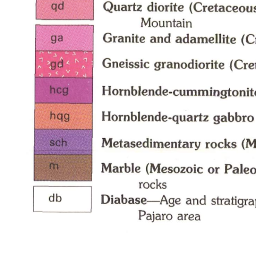 qd Quartz diorite (Cretaceous
Mountain
ga Granite and adamellite (C
gd Gneissic granodiorite (Cre
hcg Hornblende-cummingtonite
hqg Hornblende-quartz gabbro
sch Metasedimentary rocks (M
m Marble (Mesozoic or Paleo
rocks
db Diabase—Age and stratigra
Pajaro area